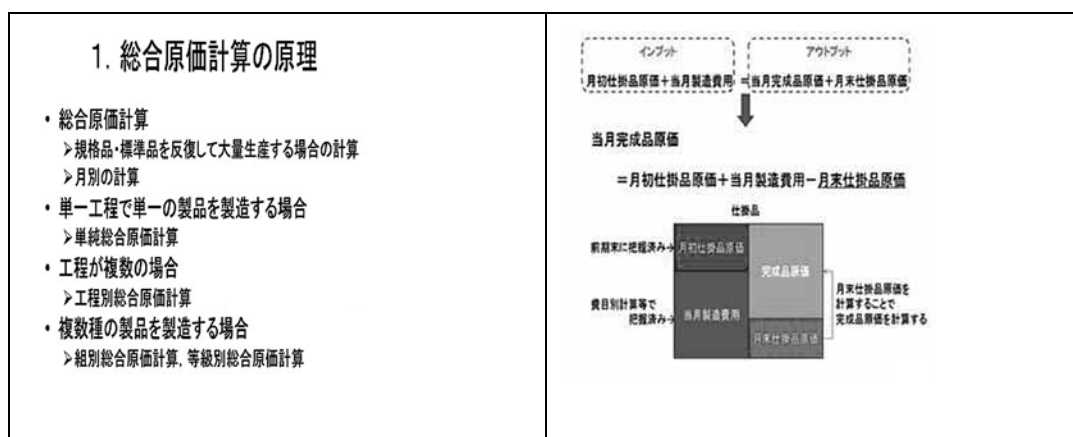 1. 総合原価計算の原理
・総合原価計算
➢規格品・標準品を反復して大量生産する場合の計算
➢月別の計算
・単一工程で単一の製品を製造する場合
➢単純総合原価計算
・工程が複数の場合
➢工程別総合原価計算
・複数種の製品を製造する場合
➢組別総合原価計算, 等級別総合原価計算
インプット
アウトプット
月初仕掛品原価+当月製造費用 =当月完成品原価+月末仕掛品原価
当月完成品原価
=月初仕掛品原価+当月製造費用-月末仕掛品原価
仕掛品
前期末に把握済み→
月初仕掛品原価
完成品原価
費目別計算等で
把握済み→
当月製造費用
月末仕掛品原価
月末仕掛品原価を
計算することで
完成品原価を計算する